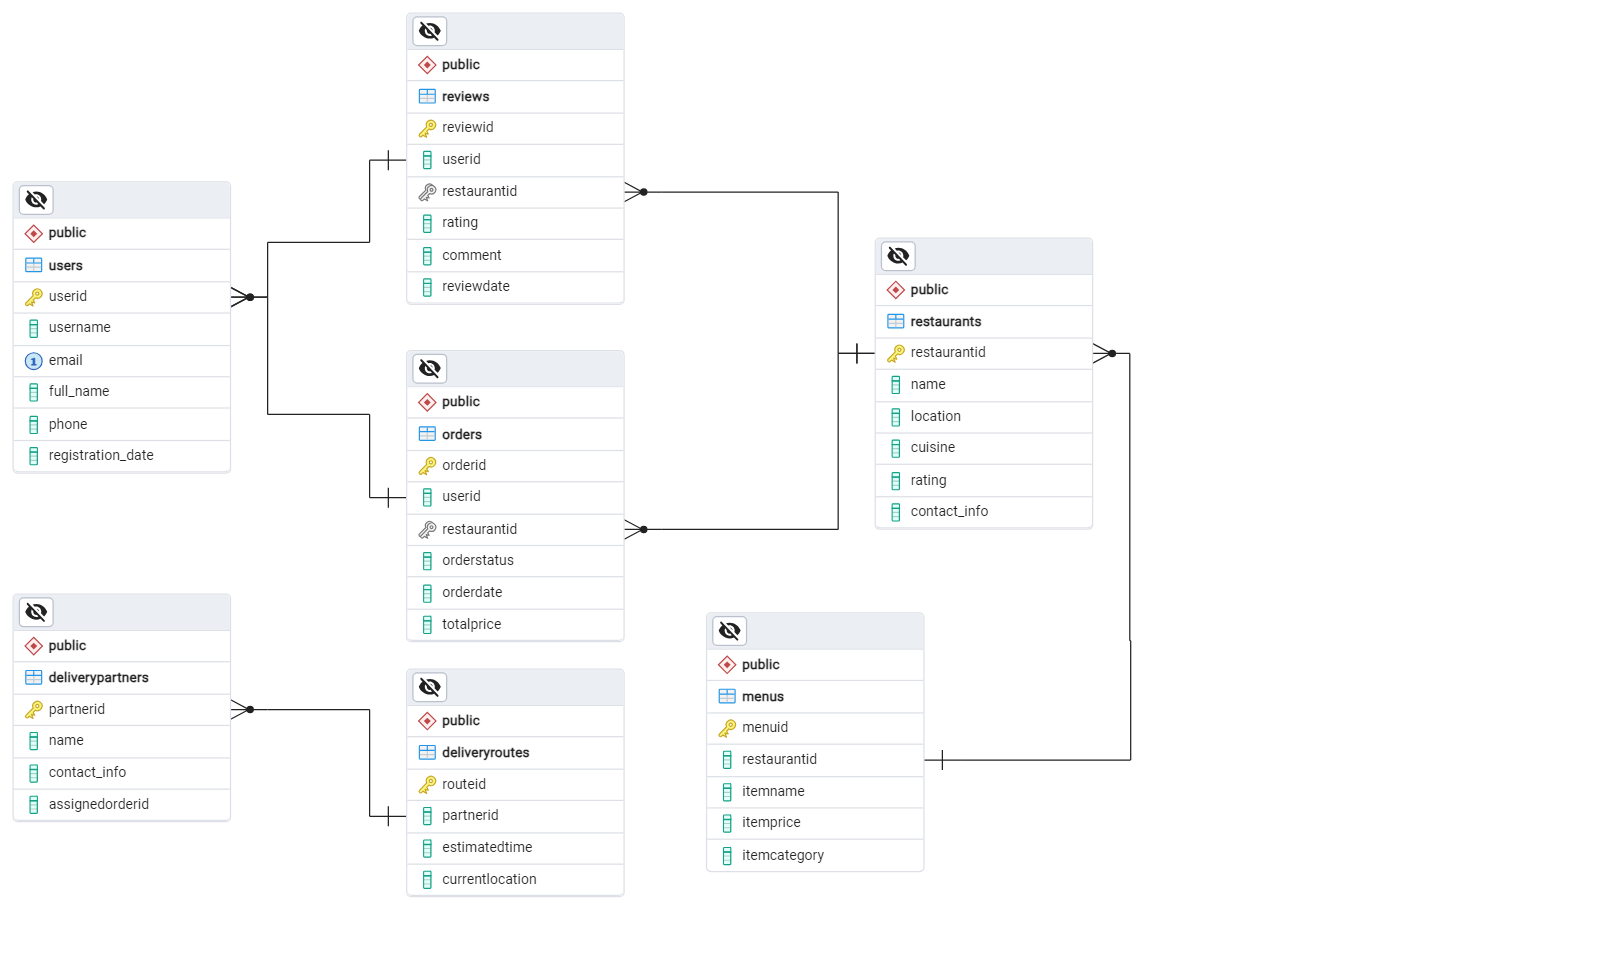 public
reviews
reviewid
userid
restaurantid
rating
comment
reviewdate
public
users
userid
username
1 email
full_name
phone
registration_date
public
restaurants
restaurantid
name
location
cuisine
rating
contact_info
public
orders
orderid
userid
restaurantid
orderstatus
orderdate
totalprice
public
deliverypartners
partnerid
name
contact_info
assignedorderid
public
deliveryroutes
routeid
partnerid
estimatedtime
currentlocation
public
menus
menuid
restaurantid
itemname
itemprice
itemcategory